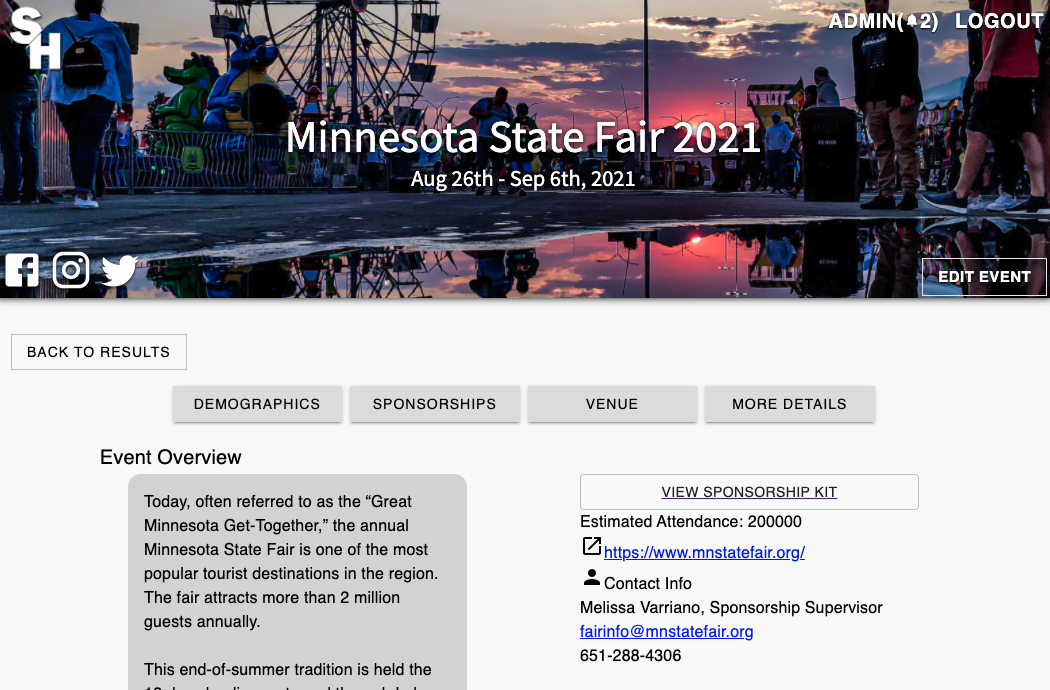 SH
ADMIN(2) LOGOUT
Minnesota State Fair 2021
Aug 26th - Sep 6th, 2021
EDIT EVENT
BACK TO RESULTS
DEMOGRAPHICS SPONSORSHIPS VENUE MORE DETAILS
Event Overview
Today, often referred to as the “Great
Minnesota Get-Together,” the annual
Minnesota State Fair is one of the most
popular tourist destinations in the region.
The fair attracts more than 2 million
guests annually.
This end-of-summer tradition is held the
VIEW SPONSORSHIP KIT
Estimated Attendance: 200000
https://www.mnstatefair.org/
Contact Info
Melissa Varriano, Sponsorship Supervisor
fairinfo@mnstatefair.org
651-288-4306